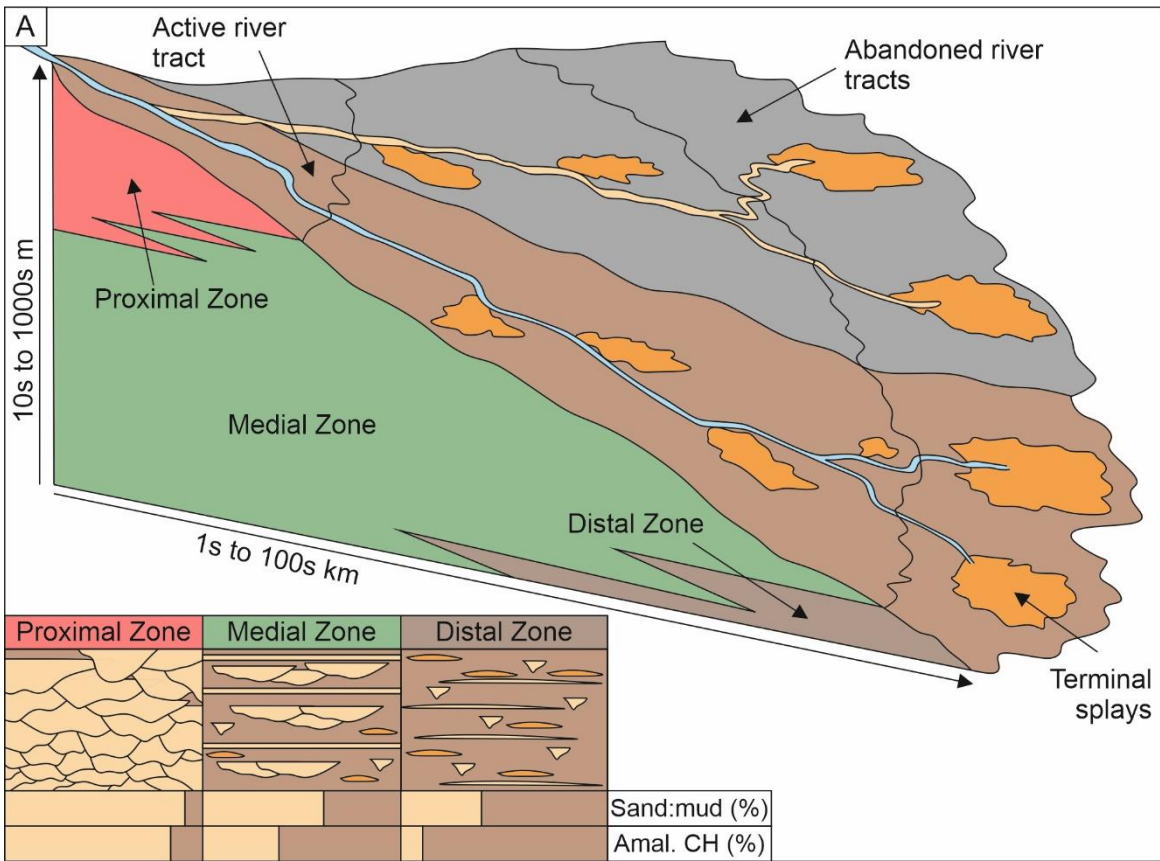 A
Active river
tract
Abandoned river
tracts
10s to 1000s m
Proximal Zone
Medial Zone
Distal Zone
1s to 100s km
Terminal
splays
Proximal Zone
Medial Zone
Distal Zone
Sand:mud (%)
Amal. CH (%)